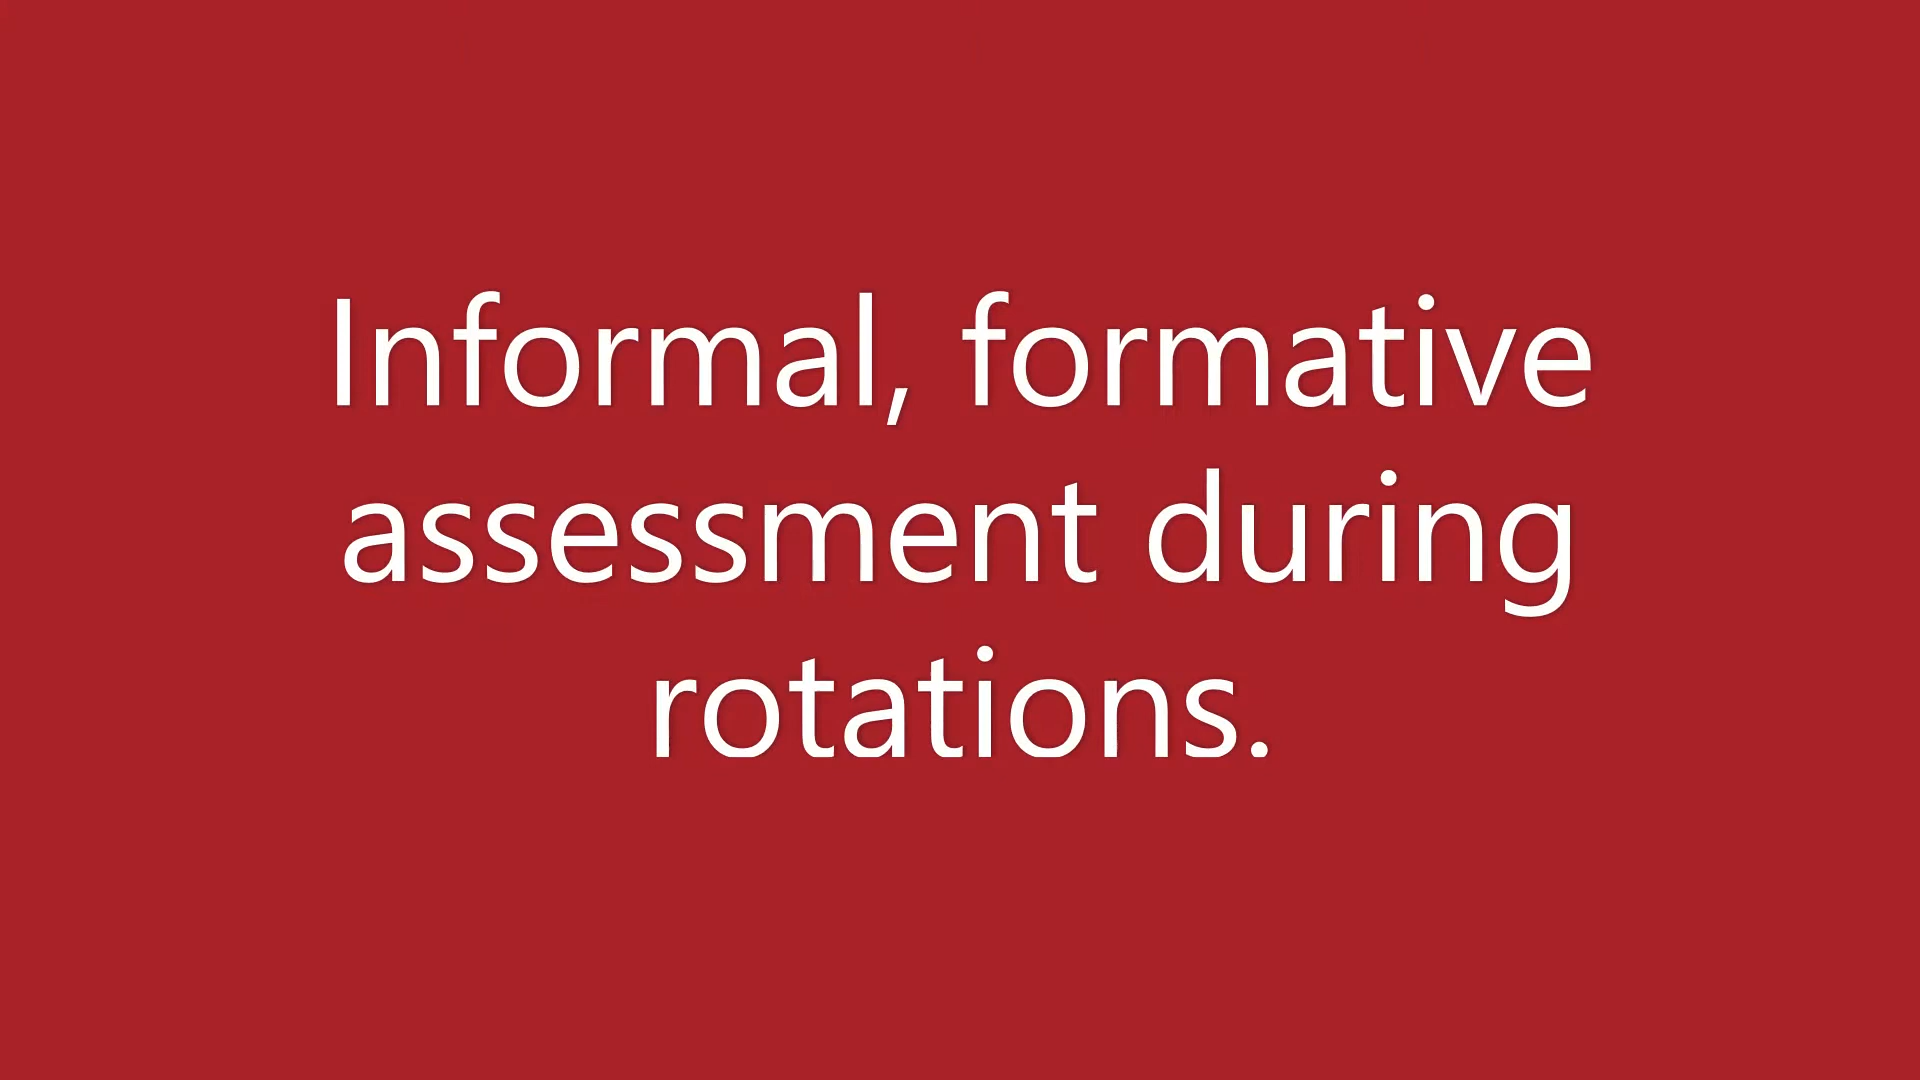 Informal, formative
assessment during
rotations.